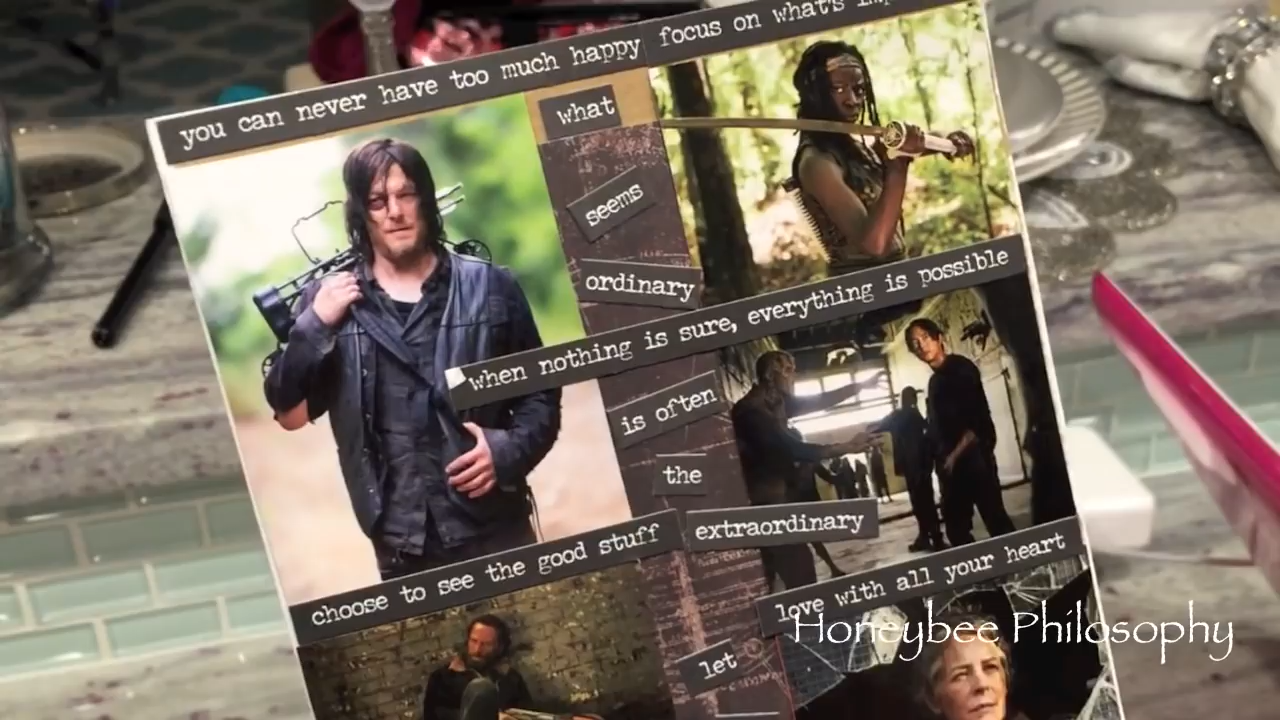 you can never have too much happy
focus on what's
what
seems
ordinary
when nothing is sure, everything is possible
is often
the
extraordinary
choose to see the good stuff
love with all your heart
let
Honeybee Philosophy